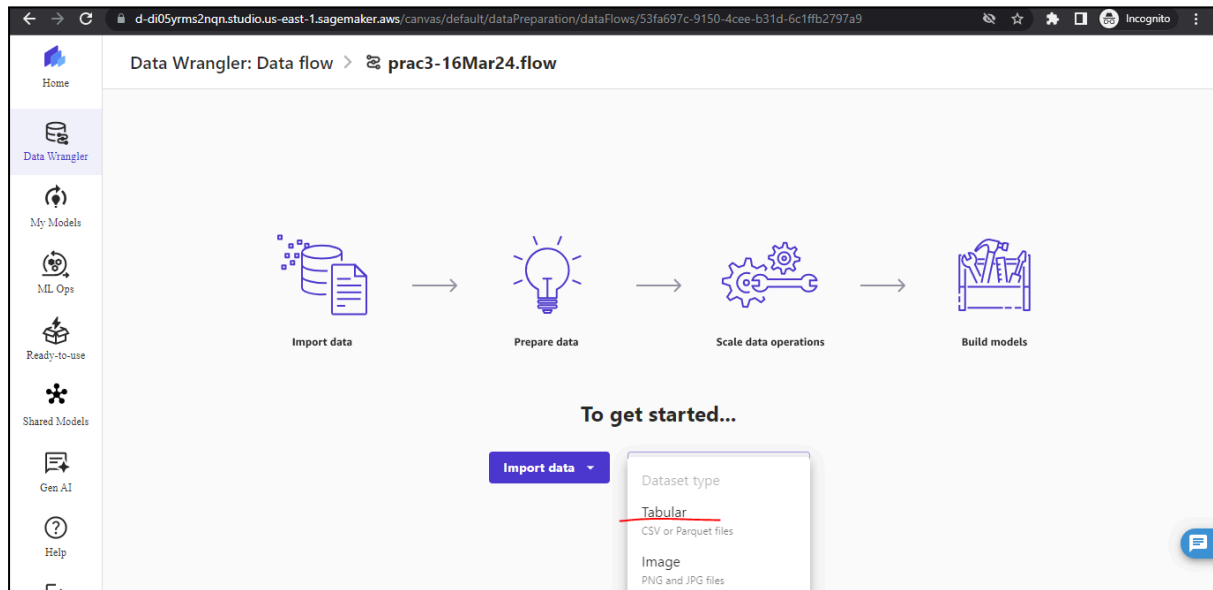 d-di05yrms2nqn.studio.us-east-1.sagemaker.aws/canvas/default/dataPreparation/dataFlows/53fa697c-9150-4cee-b31d-6c1ffb2797a9
Incognito
Home
Data Wrangler
My Models
ML Ops
Ready-to-use
Shared Models
Gen AI
Help
Data Wrangler: Data flow > prac3-16Mar24.flow
Import data
Prepare data
Scale data operations
Build models
To get started...
Import data
Dataset type
Tabular
CSV or Parquet files
Image
PNG and JPG files